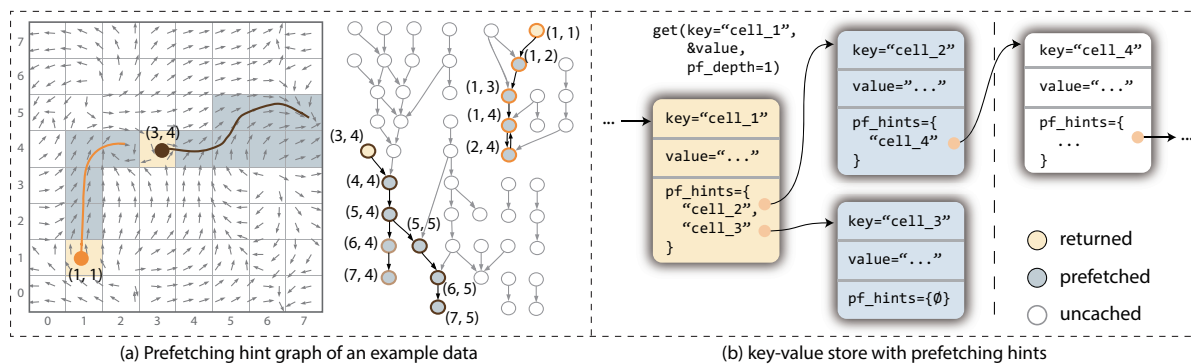 7
6
5
4
3
2
1
0
0 1 2 3 4 5 6 7
(3, 4)
(1, 1)
(1, 1)
(1, 2)
(1, 3)
(1, 4)
(2, 4)
(3, 4)
(4, 4)
(5, 4)
(5, 5)
(6, 4)
(6, 5)
(7, 4)
(7, 5)
(a) Prefetching hint graph of an example data
get(key=“cell_1”,
&value,
pf_depth=1)
...
key=“cell_1”
value=“...”
pf_hints={
“cell_2”,
“cell_3”
}
key=“cell_2”
value=“...”
pf_hints={
“cell_4”
}
key=“cell_3”
value=“...”
pf_hints={Ø}
key=“cell_4”
value=“...”
pf_hints={
...
}
...
returned
prefetched
uncached
(b) key-value store with prefetching hints